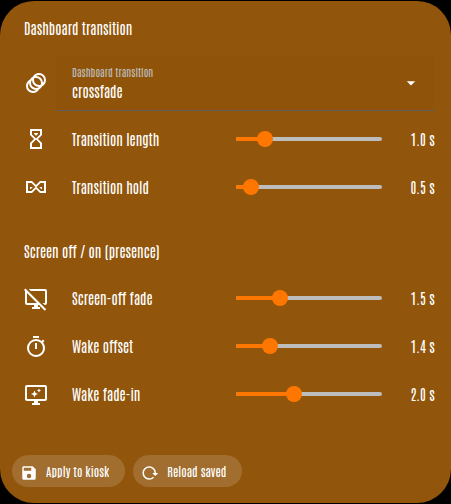 Dashboard transition
Dashboard transition
crossfade
Transition length 1.0 s
Transition hold 0.5 s
Screen off / on (presence)
Screen-off fade 1.5 s
Wake offset 1.4 s
Wake fade-in 2.0 s
Apply to kiosk Reload saved